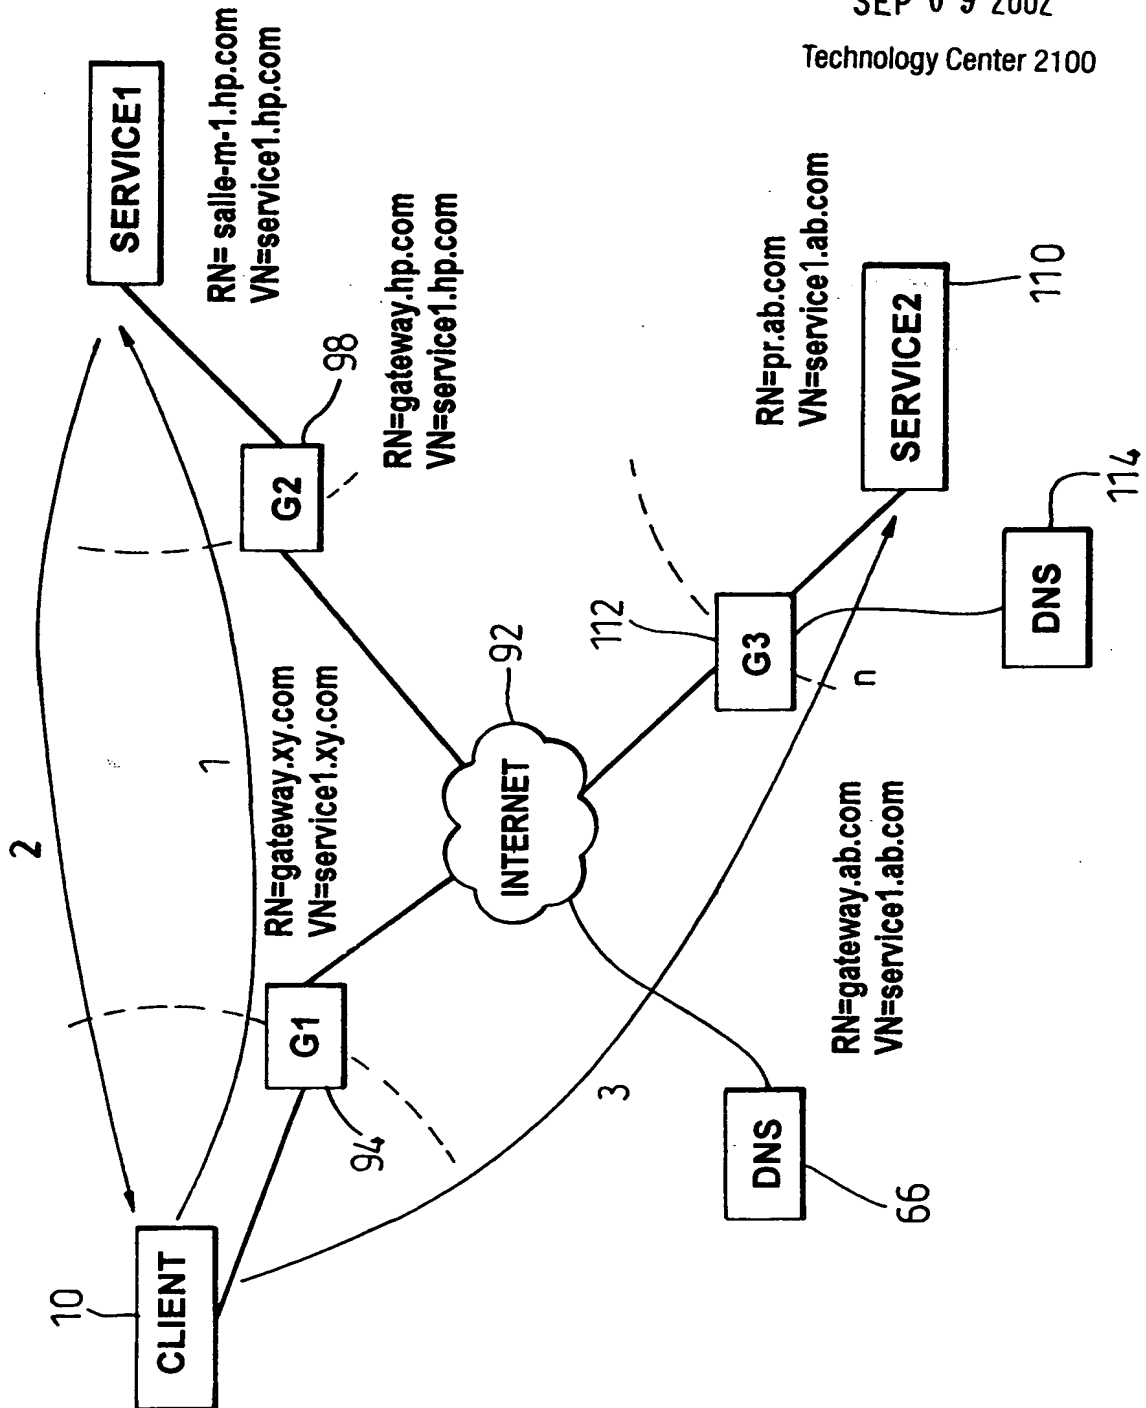 SEP 0 9 2002
Technology Center 2100
SERVICE1
RN= salle-m-1.hp.com
VN=service1.hp.com
G2
98
RN=gateway.hp.com
VN=service1.hp.com
2
1
RN=gateway.xy.com
VN=service1.xy.com
G1
94
10
CLIENT
INTERNET
92
3
DNS
66
RN=gateway.ab.com
VN=service1.ab.com
112
G3
n
RN=pr.ab.com
VN=service1.ab.com
SERVICE2
110
DNS
114